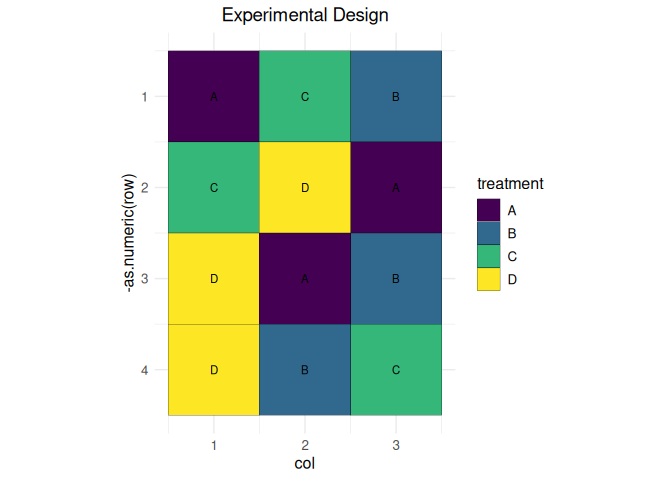 Experimental Design
-as.numeric(row)
1
A C B
2
C D A
3
D A B
4
D B C
1 2 3
col
treatment
A
B
C
D